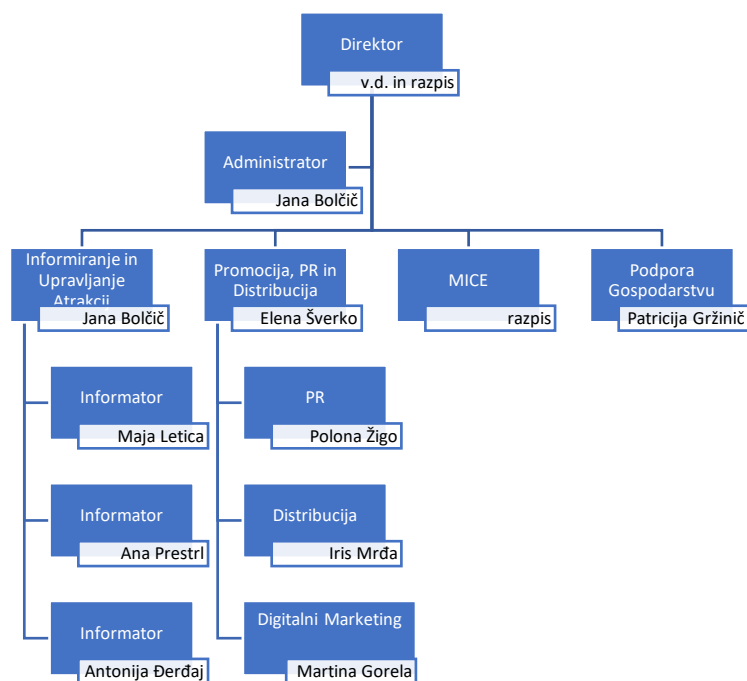 Direktor
v.d. in razpis
Administrator
Jana Bolčič
Informiranje in
Upravljanje
Atrakcij
Jana Bolčič
Promocija, PR in
Distribucija
Elena Šverko
MICE
razpis
Podpora
Gospodarstvu
Patricija Gržinič
Informator
Maja Letica
PR
Polona Žigo
Informator
Ana Prestrl
Distribucija
Iris Mrđa
Informator
Antonija Đerđaj
Digitalni Marketing
Martina Gorela